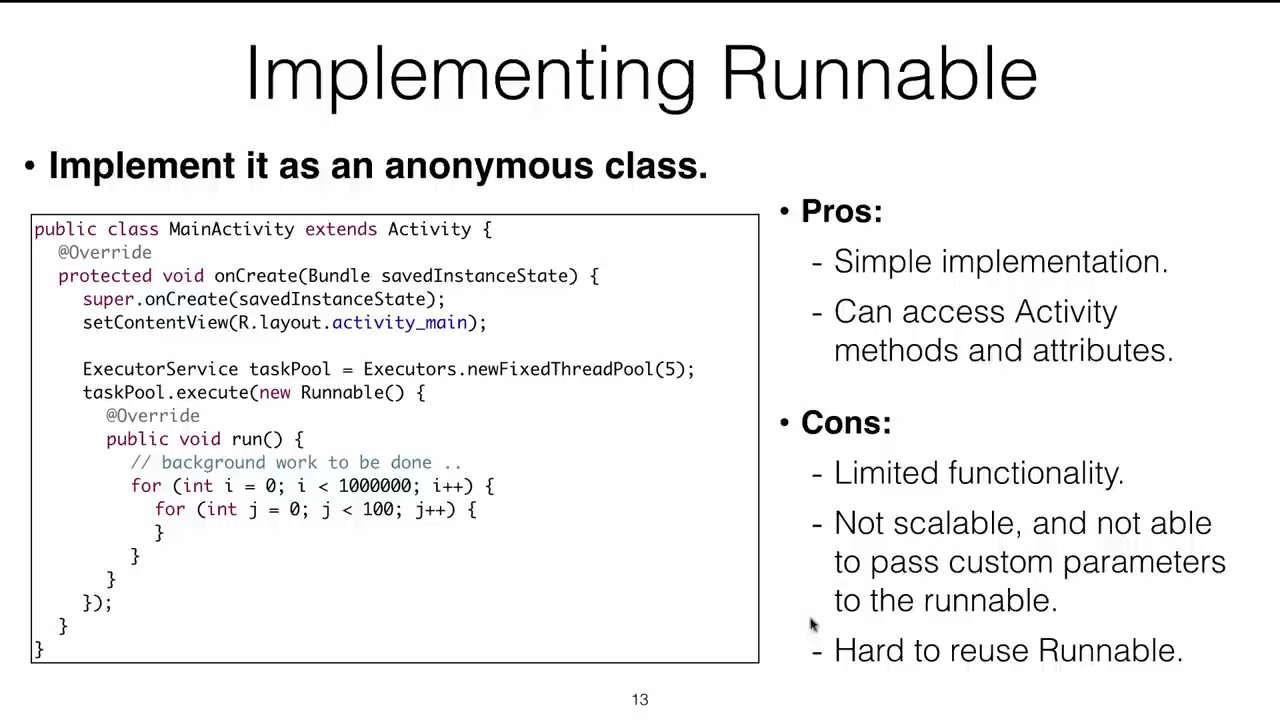 Implementing Runnable
• Implement it as an anonymous class.
public class MainActivity extends Activity {
@Override
protected void onCreate(Bundle savedInstanceState) {
super.onCreate(savedInstanceState);
setContentView(R.layout.activity_main);
ExecutorService taskPool = Executors.newFixedThreadPool(5);
taskPool.execute(new Runnable() {
@Override
public void run() {
// background work to be done ..
for (int i = 0; i < 1000000; i++) {
for (int j = 0; j < 100; j++) {
}
}
}
});
}
}
• Pros:
- Simple implementation.
- Can access Activity
methods and attributes.
• Cons:
- Limited functionality.
- Not scalable, and not able
to pass custom parameters
to the runnable.
- Hard to reuse Runnable.
13